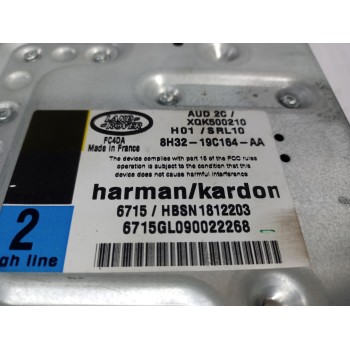 LAND
ROVER
AUD 2C /
XQK500210
H01 / SRL10
FC4DA
Made in France
8H32-19C164-AA
The device complies with part 15 of the FCC rules
operation is subject to the condition that this
device does not cause harmful interference
harman/kardon
6715 / HBSN1812203
6715GL090022268
2
gh line